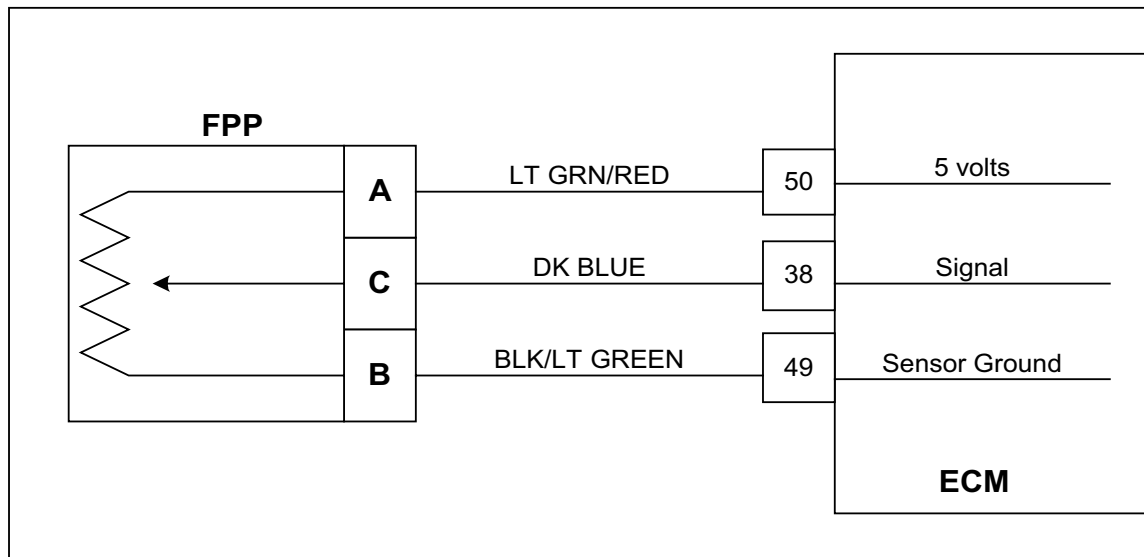 FPP
A
LT GRN/RED
50
5 volts
C
DK BLUE
38
Signal
B
BLK/LT GREEN
49
Sensor Ground
ECM